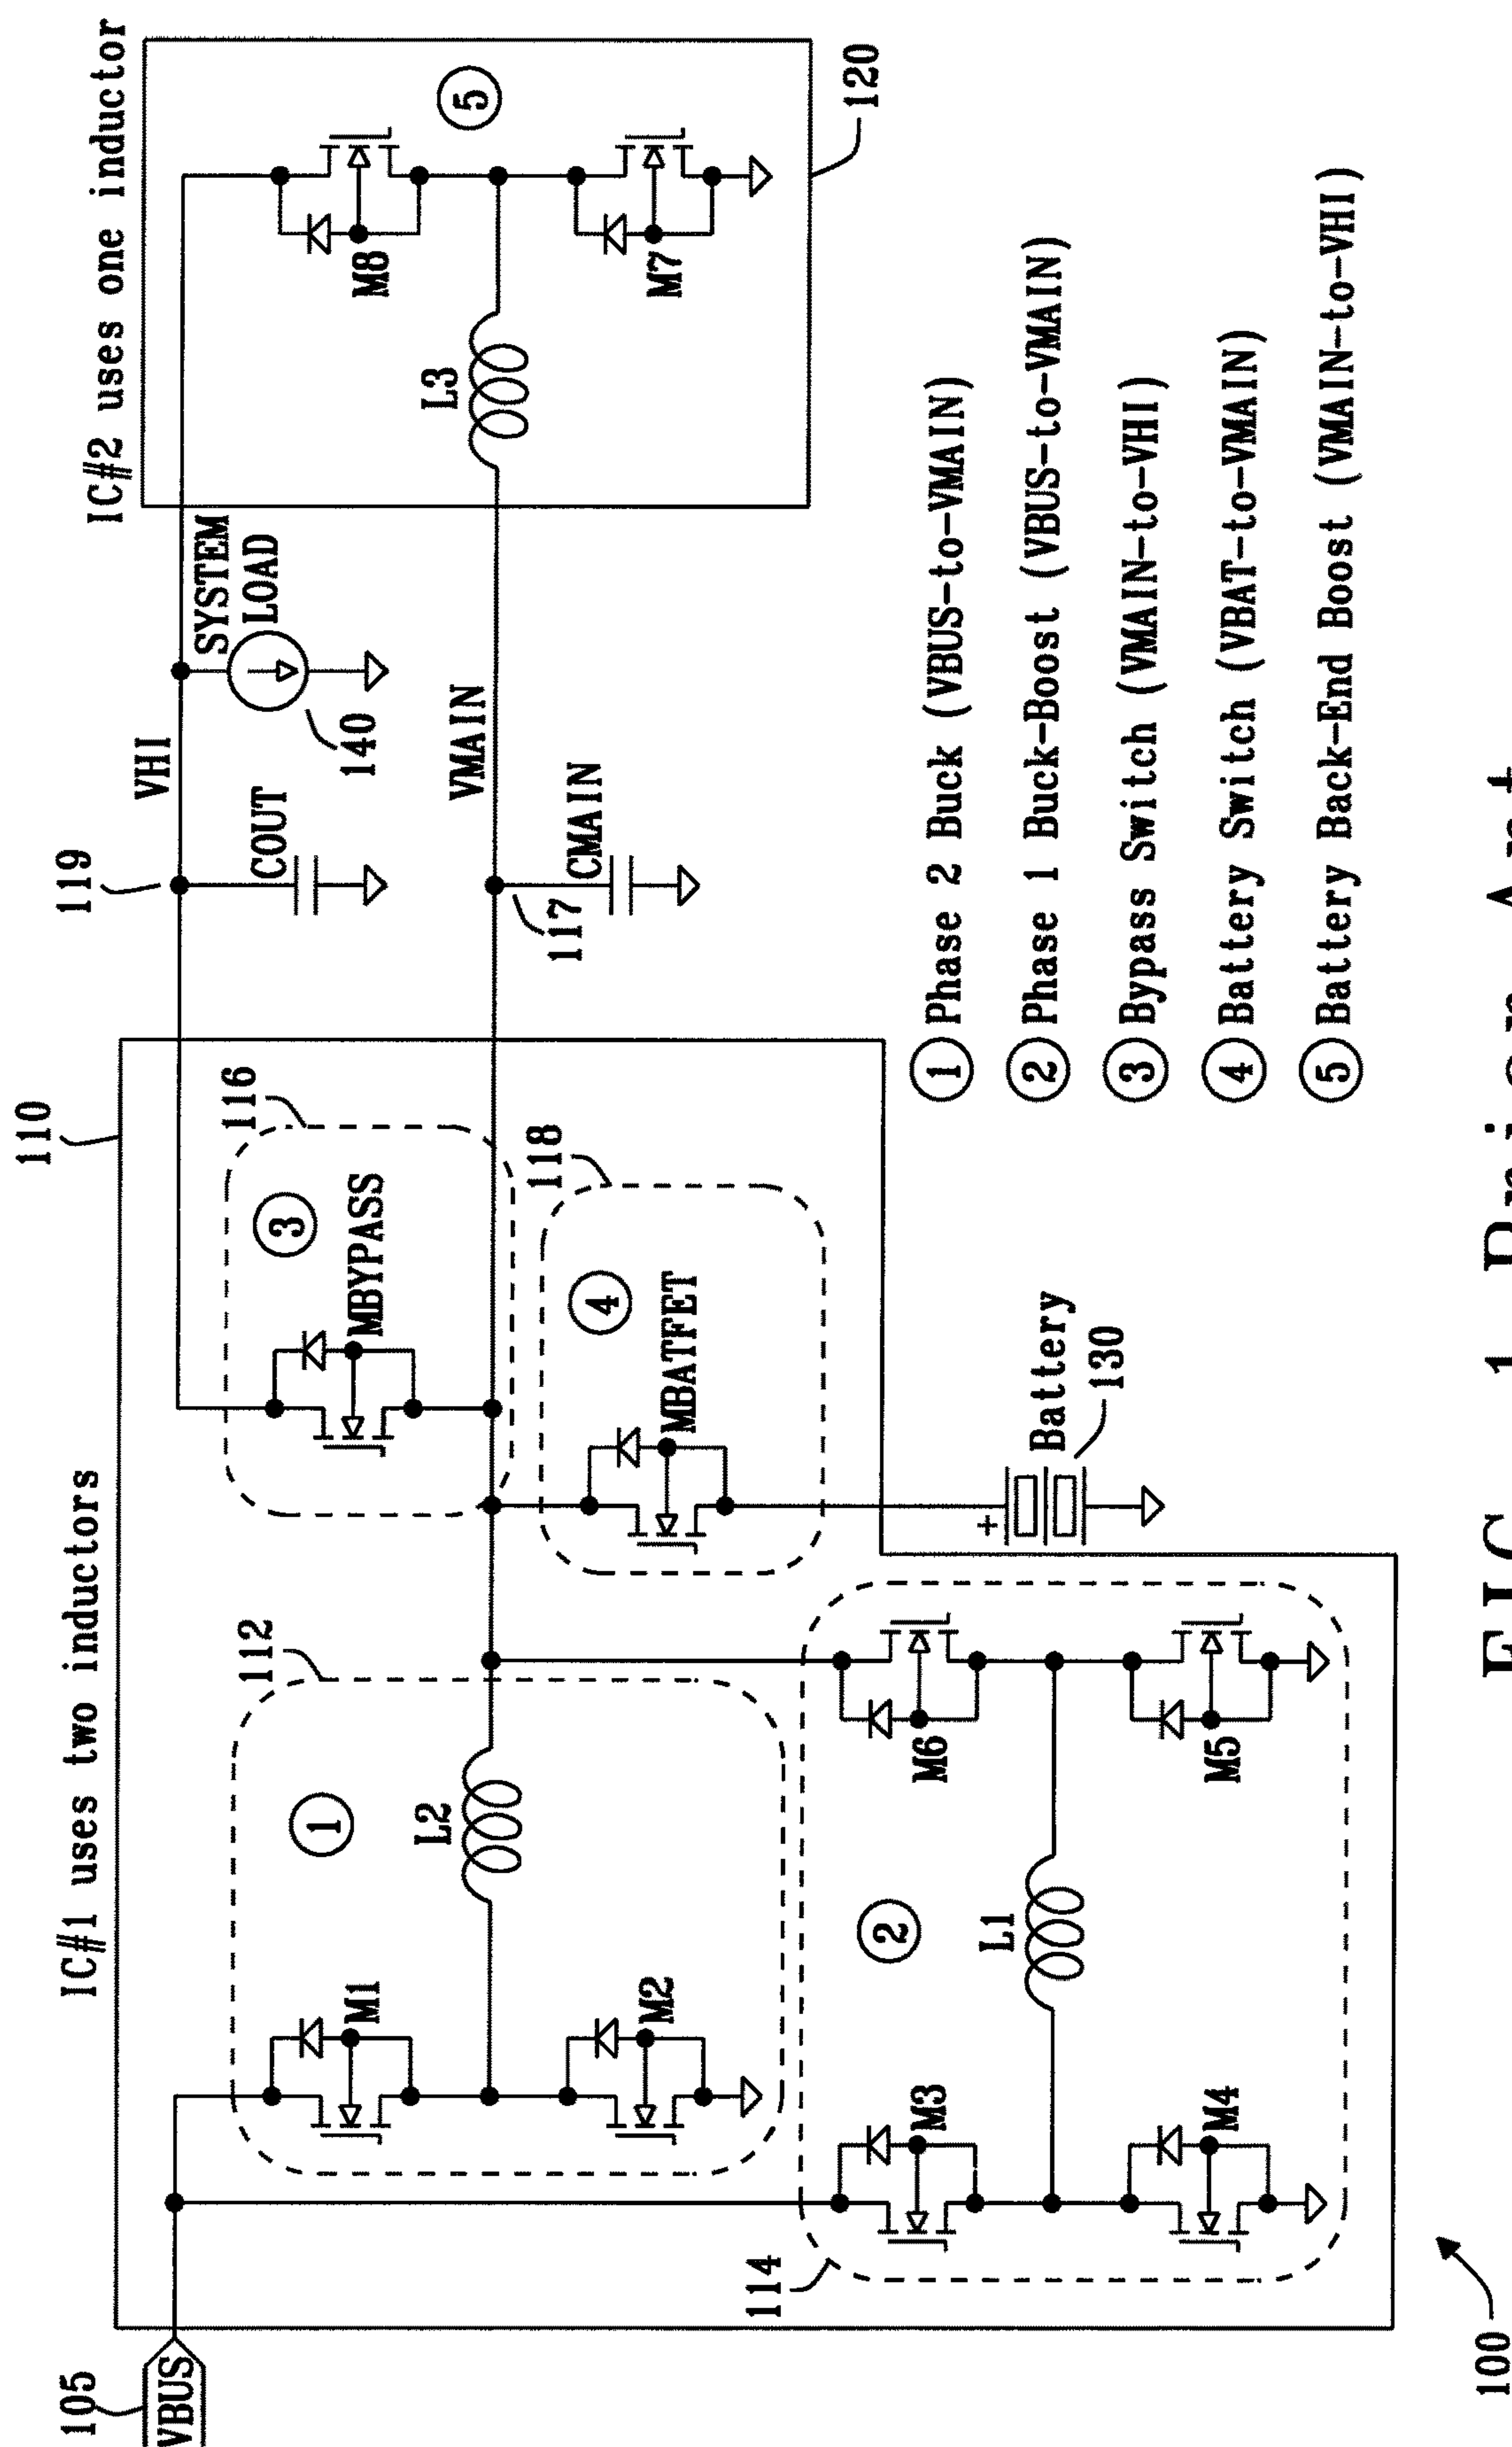 IC#1 uses two inductors
IC#2 uses one inductor
110
105
VBUS
112
1
M1
M2
L2
114
2
M3
M4
L1
M6
M5
116
3
MBYPASS
118
4
MBATFET
Battery
130
+
119
VHI
COUT
SYSTEM
LOAD
140
VMAIN
117
CMAIN
L3
5
M8
M7
120
1 Phase 2 Buck (VBUS-to-VMAIN)
2 Phase 1 Buck-Boost (VBUS-to-VMAIN)
3 Bypass Switch (VMAIN-to-VHI)
4 Battery Switch (VBAT-to-VMAIN)
5 Battery Back-End Boost (VMAIN-to-VHI)
100
FIG. 1 Prior Art